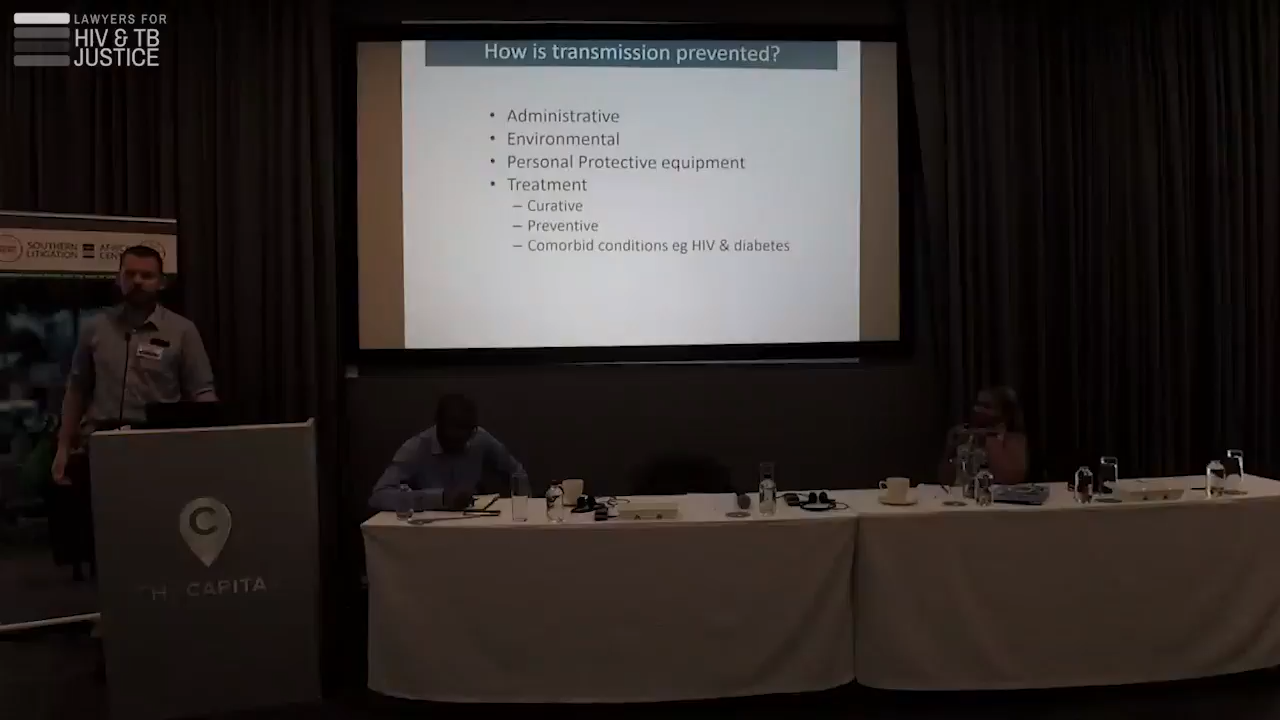 LAWYERS FOR
HIV & TB
JUSTICE
How is transmission prevented?
• Administrative
• Environmental
• Personal Protective equipment
• Treatment
– Curative
– Preventive
– Comorbid conditions eg HIV & diabetes
SOUTHERN
LITIGATION
C
CAPITA